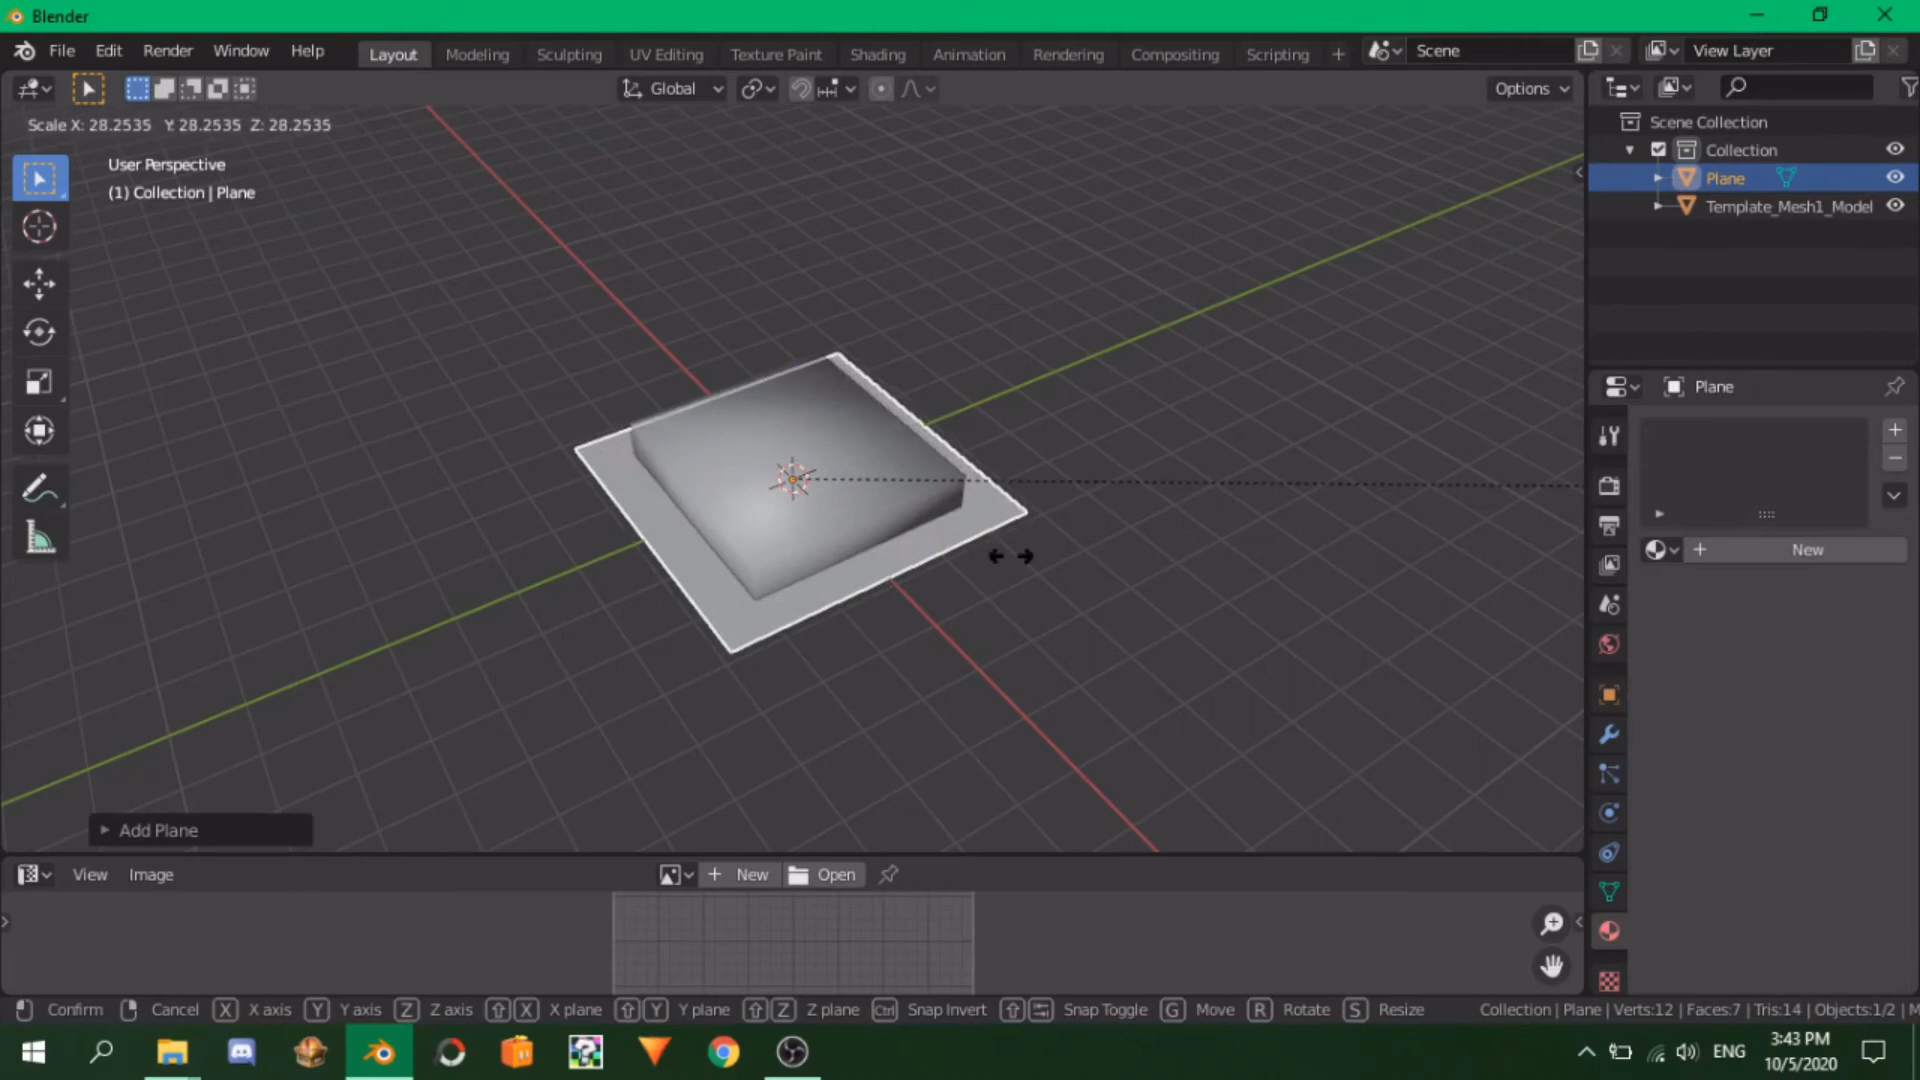 Blender
File Edit Render Window Help Layout Modeling Sculpting UV Editing Texture Paint Shading Animation Rendering Compositing Scripting + Scene View Layer
Global Options
Scale X: 28.2535 Y: 28.2535 Z: 28.2535
User Perspective
(1) Collection | Plane
Scene Collection
Collection
Plane
Template_Mesh1_Model
Plane
New
Add Plane
View Image New Open
Confirm Cancel X X axis Y Y axis Z Z axis X X plane Y Y plane Z Z plane Ctrl Snap Invert Snap Toggle G Move R Rotate S Resize Collection | Plane | Verts:12 | Faces:7 | Tris:14 | Objects:1/2 | M
ENG
3:43 PM
10/5/2020